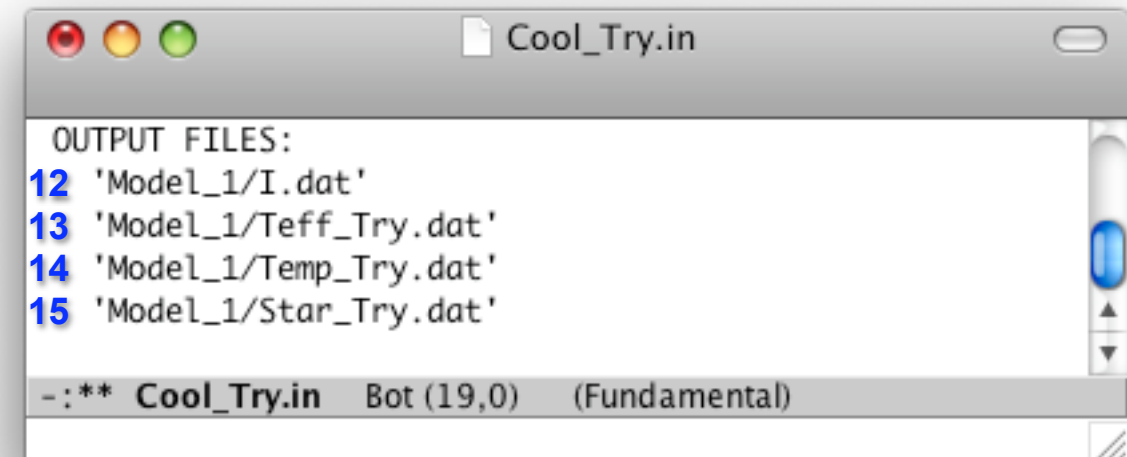 Cool_Try.in
OUTPUT FILES:
12 'Model_1/I.dat'
13 'Model_1/Teff_Try.dat'
14 'Model_1/Temp_Try.dat'
15 'Model_1/Star_Try.dat'
-:** Cool_Try.in Bot (19,0) (Fundamental)